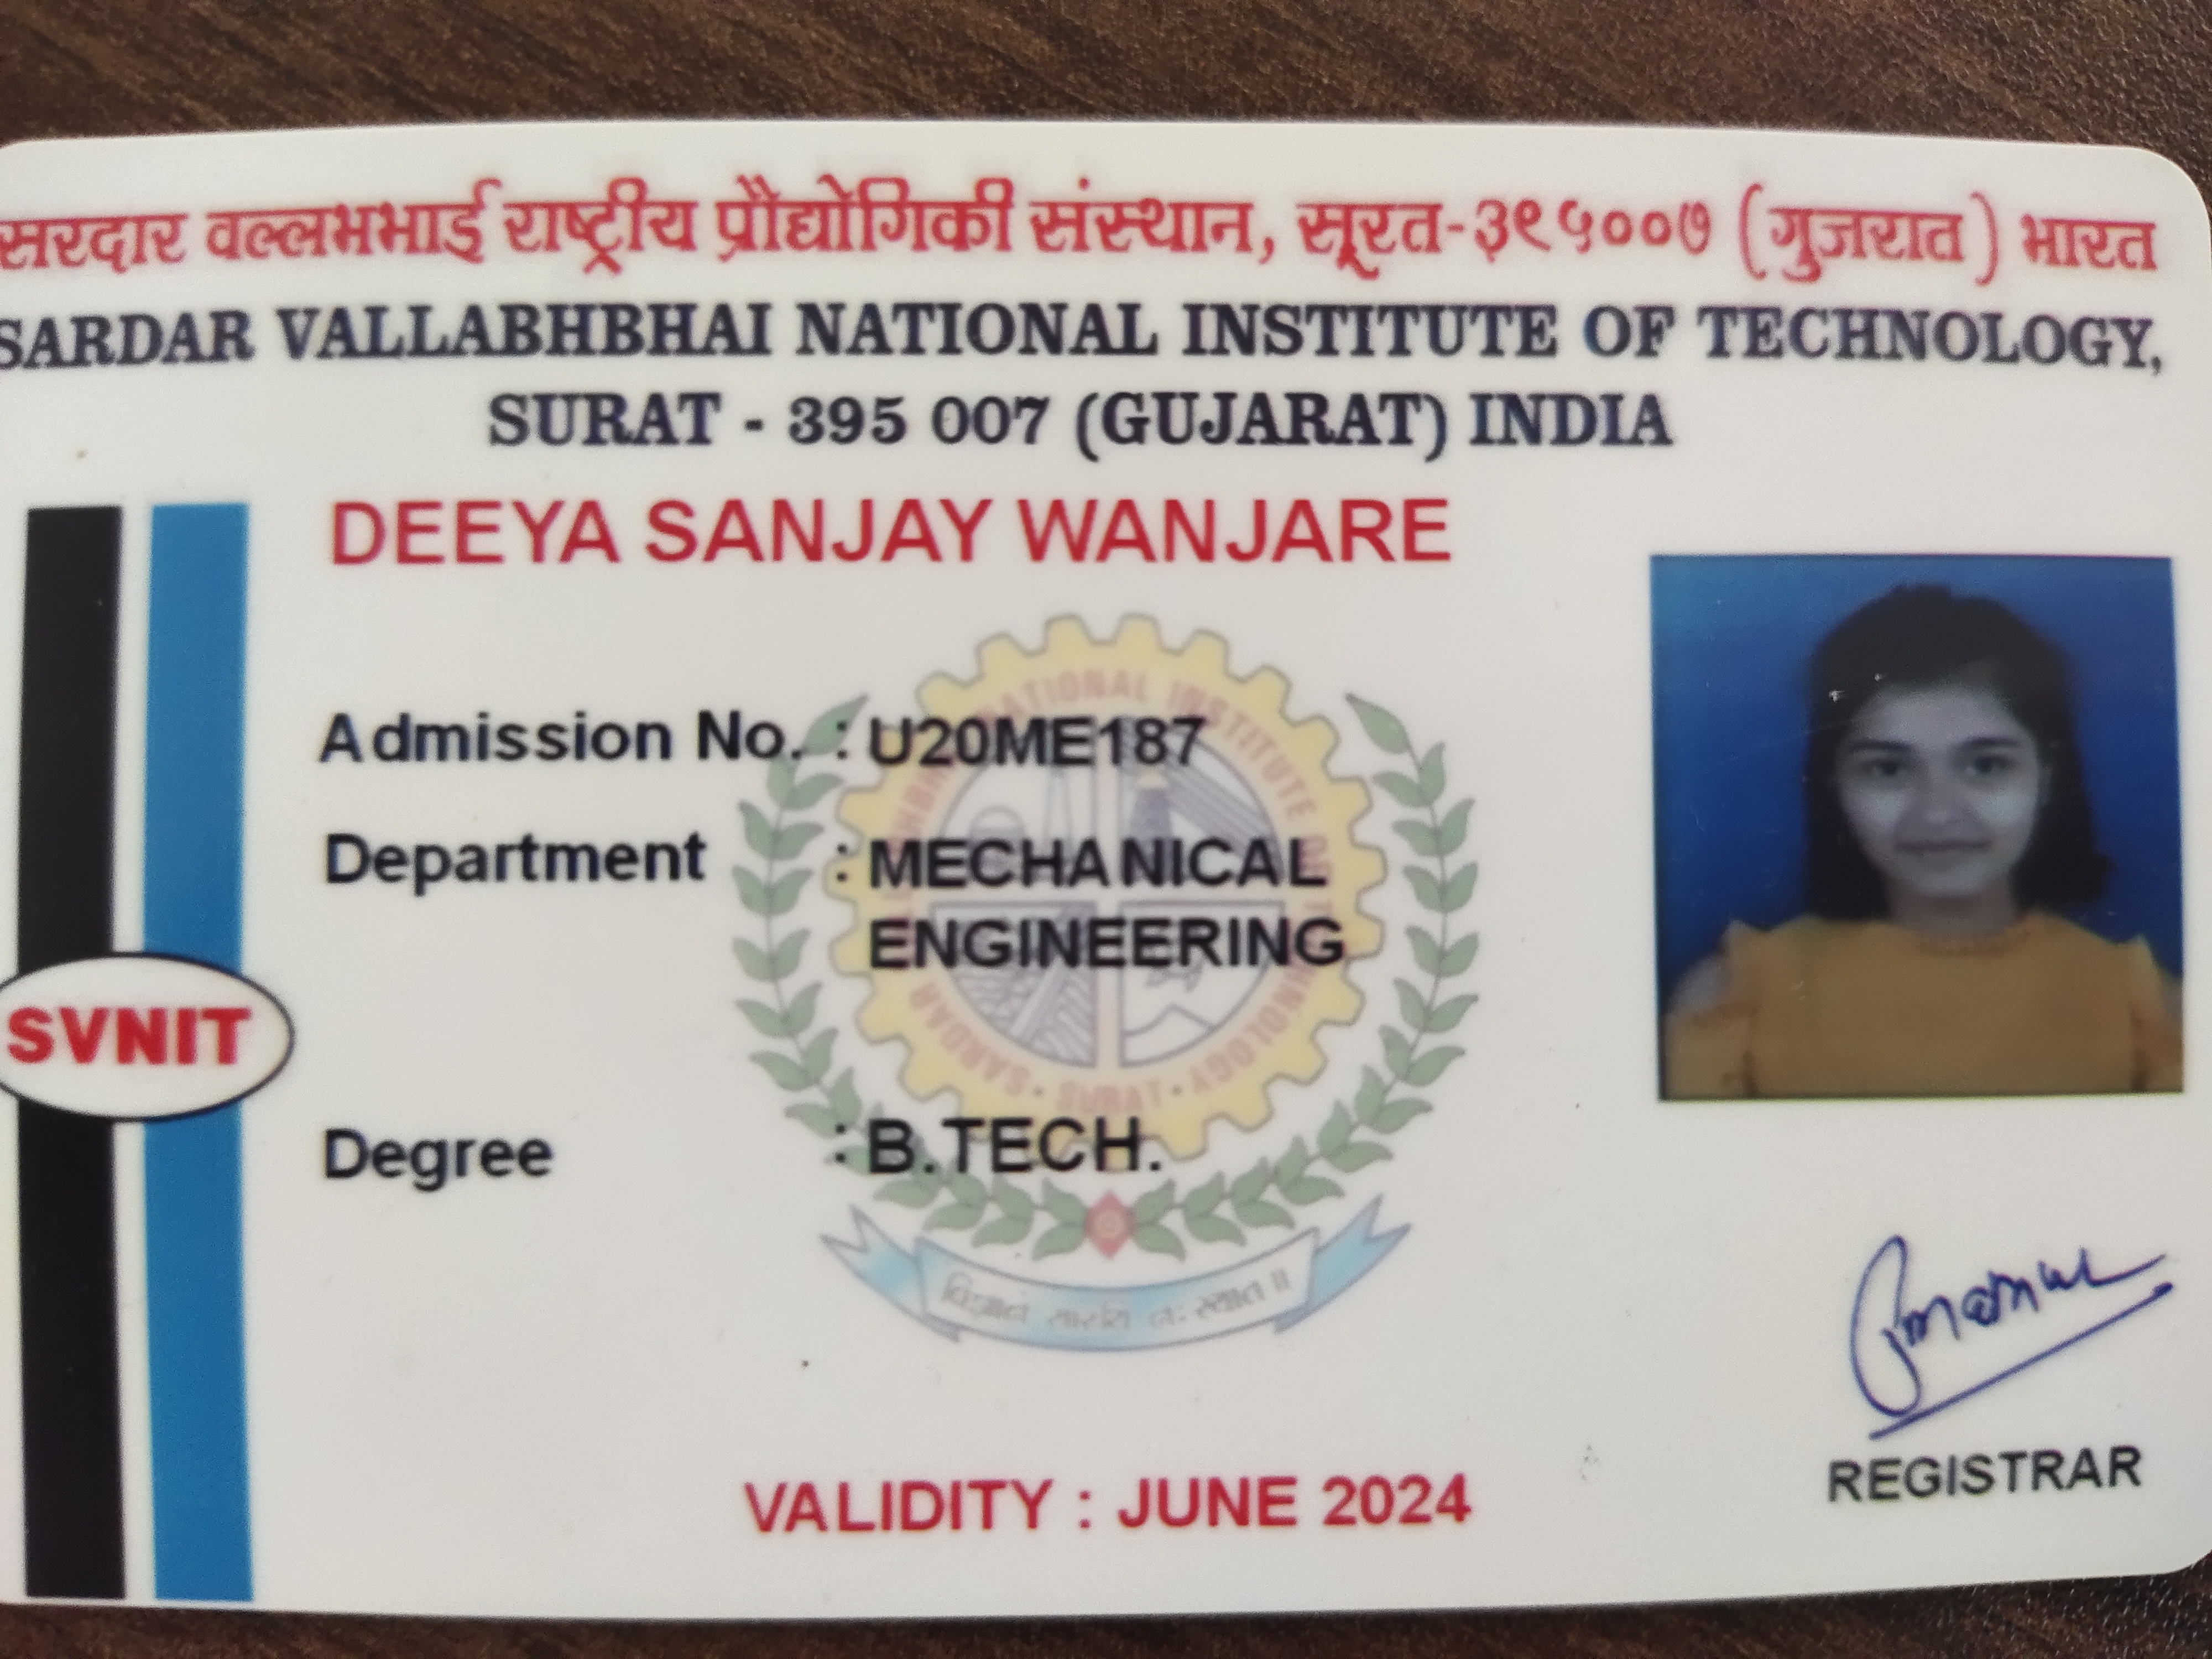 सरदार वल्लभभाई राष्ट्रीय प्रौद्योगिकी संस्थान, सूरत-३९५००७ (गुजरात) भारत
SARDAR VALLABHBHAI NATIONAL INSTITUTE OF TECHNOLOGY,
SURAT - 395 007 (GUJARAT) INDIA
SVNIT
DEEYA SANJAY WANJARE
Admission No. : U20ME187
Department : MECHANICAL
ENGINEERING
Degree : B.TECH.
VALIDITY : JUNE 2024
REGISTRAR